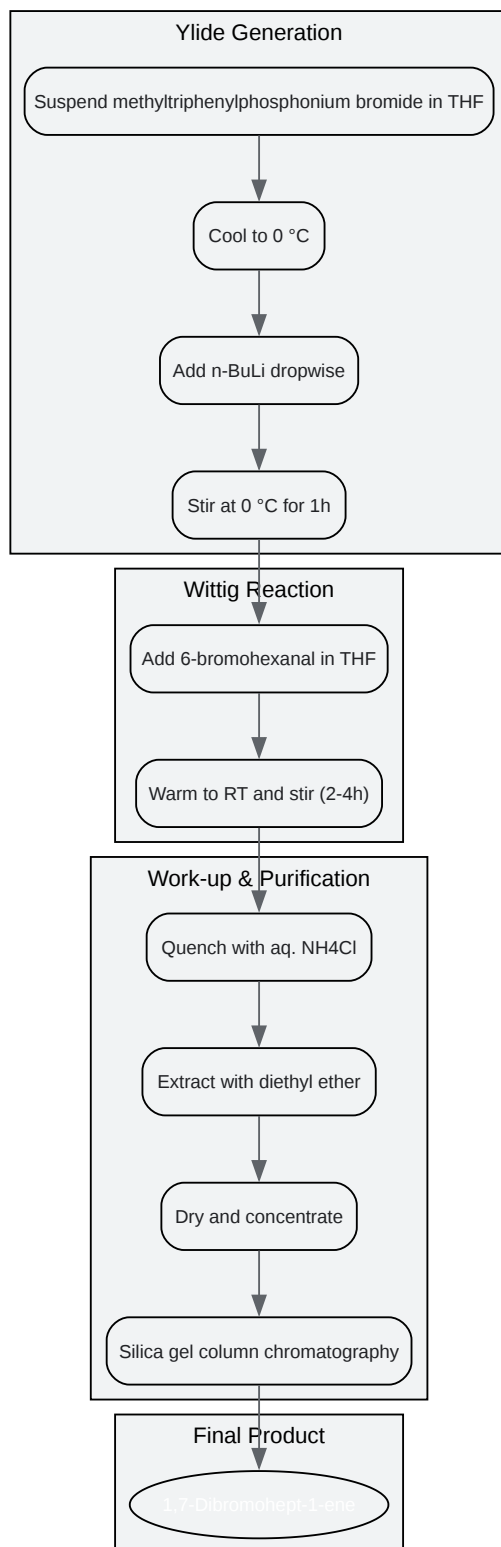 Ylide Generation
Suspend methyltriphenylphosphonium bromide in THF
Cool to 0 °C
Add n-BuLi dropwise
Stir at 0 °C for 1h
Wittig Reaction
Add 6-bromohexanal in THF
Warm to RT and stir (2-4h)
Work-up & Purification
Quench with aq. NH4Cl
Extract with diethyl ether
Dry and concentrate
Silica gel column chromatography
Final Product
1,7-Dibromohept-1-ene